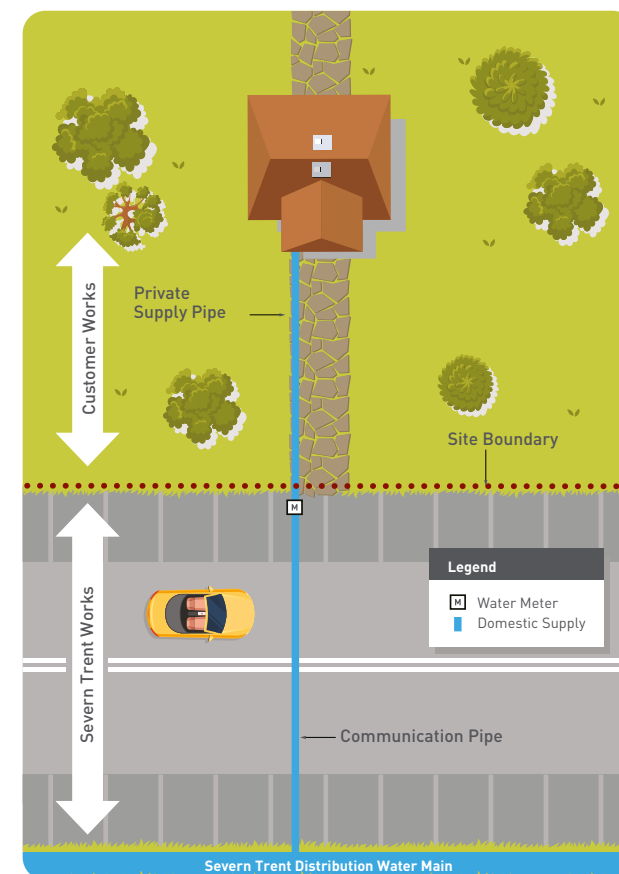 Customer Works
Private
Supply Pipe
Site Boundary
M
Severn Trent Works
Legend
M Water Meter
Domestic Supply
Communication Pipe
Severn Trent Distribution Water Main